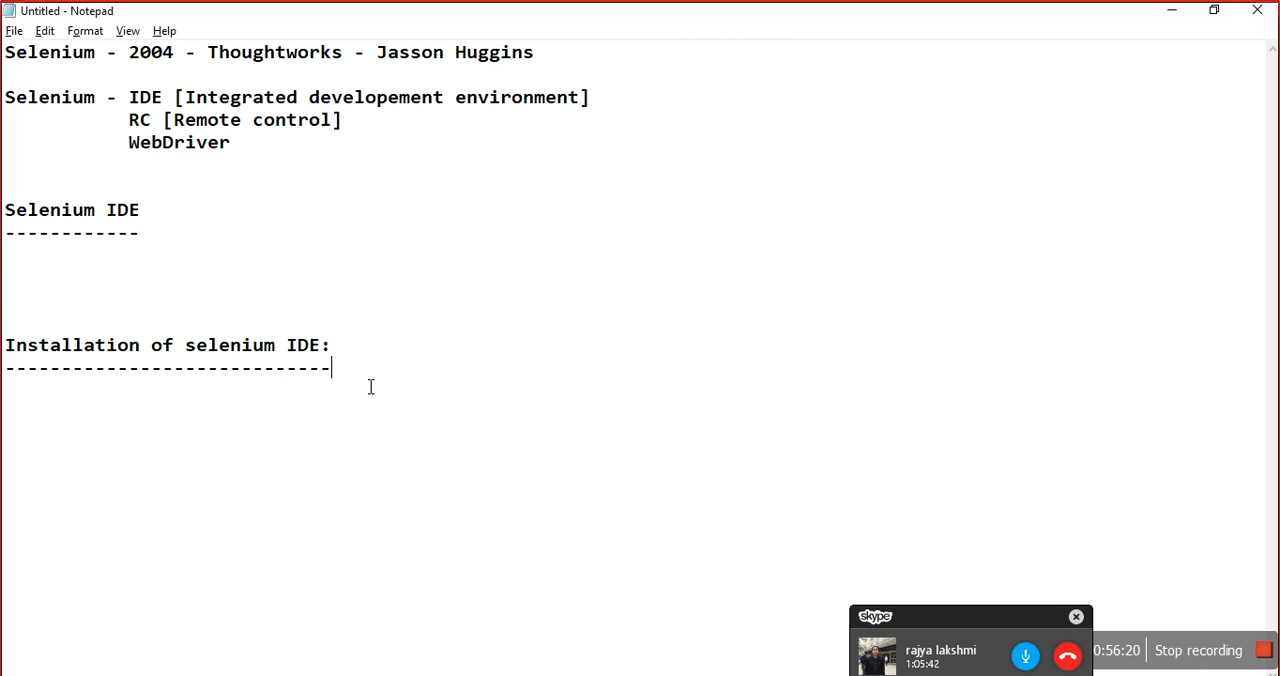 Untitled - Notepad
File Edit Format View Help
Selenium - 2004 - Thoughtworks - Jasson Huggins
Selenium - IDE [Integrated developement environment]
RC [Remote control]
WebDriver
Selenium IDE
------------
Installation of selenium IDE:
-----------------------------
skype
rajya lakshmi
1:05:42
0:56:20 Stop recording